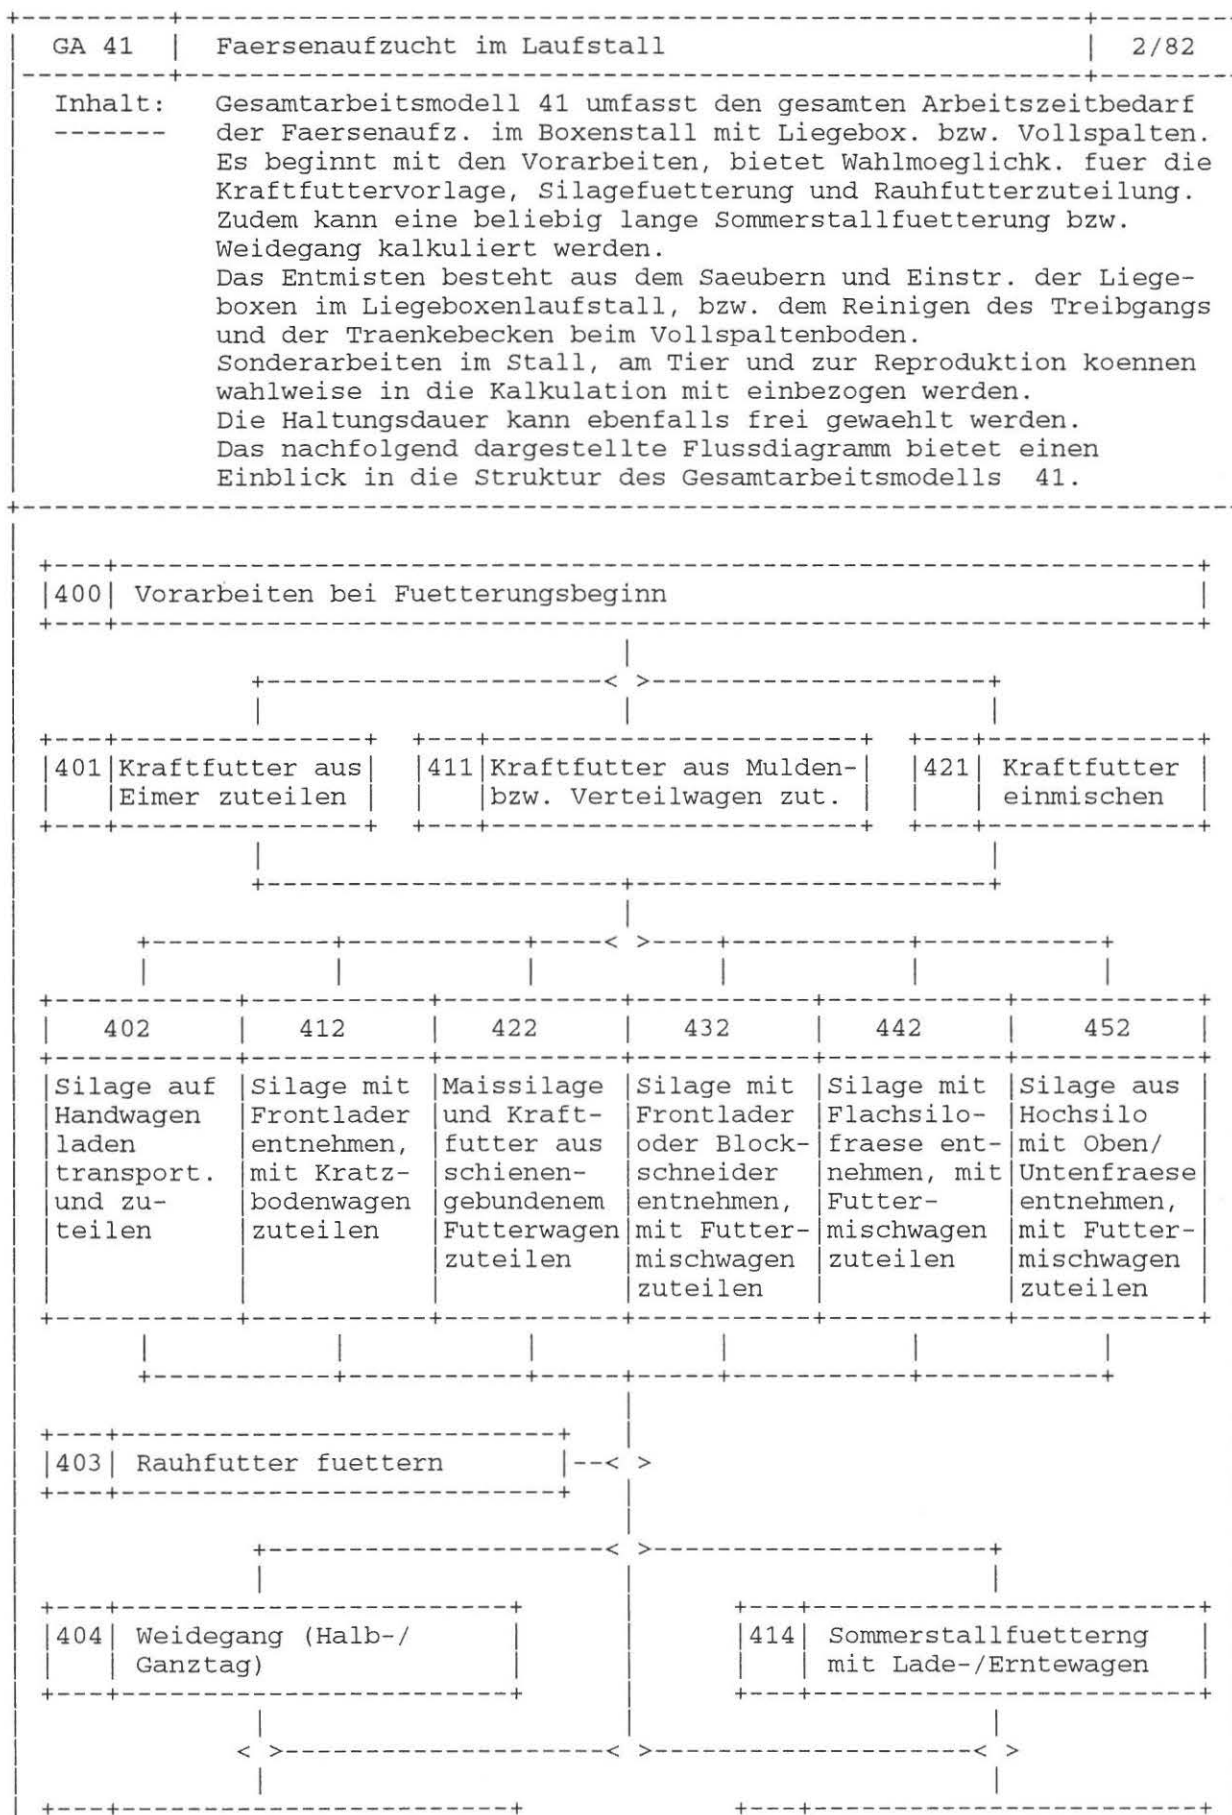 GA 41 Faersenaufzucht im Laufstall 2/82
Inhalt: Gesamtarbeitsmodell 41 umfasst den gesamten Arbeitszeitbedarf
der Faersenaufz. im Boxenstall mit Liegebox. bzw. Vollspalten.
Es beginnt mit den Vorarbeiten, bietet Wahlmoeglichk. fuer die
Kraftfuttervorlage, Silagefuetterung und Rauhfutterzuteilung.
Zudem kann eine beliebig lange Sommerstallfuetterung bzw.
Weidegang kalkuliert werden.
Das Entmisten besteht aus dem Saeubern und Einstr. der Liege-
boxen im Liegeboxenlaufstall, bzw. dem Reinigen des Treibgangs
und der Traenkebecken beim Vollspaltenboden.
Sonderarbeiten im Stall, am Tier und zur Reproduktion koennen
wahlweise in die Kalkulation mit einbezogen werden.
Die Haltungsdauer kann ebenfalls frei gewaehlt werden.
Das nachfolgend dargestellte Flussdiagramm bietet einen
Einblick in die Struktur des Gesamtarbeitsmodells 41.
400 Vorarbeiten bei Fuetterungsbeginn
401 Kraftfutter aus
Eimer zuteilen
411 Kraftfutter aus Mulden-
bzw. Verteilwagen zut.
421 Kraftfutter
einmischen
402
Silage auf
Handwagen
laden
transport.
und zu-
teilen
412
Silage mit
Frontlader
entnehmen,
mit Kratz-
bodenwagen
zuteilen
422
Maissilage
und Kraft-
futter aus
schienen-
gebundenem
Futterwagen
zuteilen
432
Silage mit
Frontlader
oder Block-
schneider
entnehmen,
mit Futter-
mischwagen
zuteilen
442
Silage mit
Flachsilo-
fraese ent-
nehmen, mit
Futter-
mischwagen
zuteilen
452
Silage aus
Hochsilo
mit Oben/
Untenfraese
entnehmen,
mit Futter-
mischwagen
zuteilen
403 Rauhfutter fuettern
404 Weidegang (Halb-/
Ganztag)
414 Sommerstallfuetterng
mit Lade-/Erntewagen